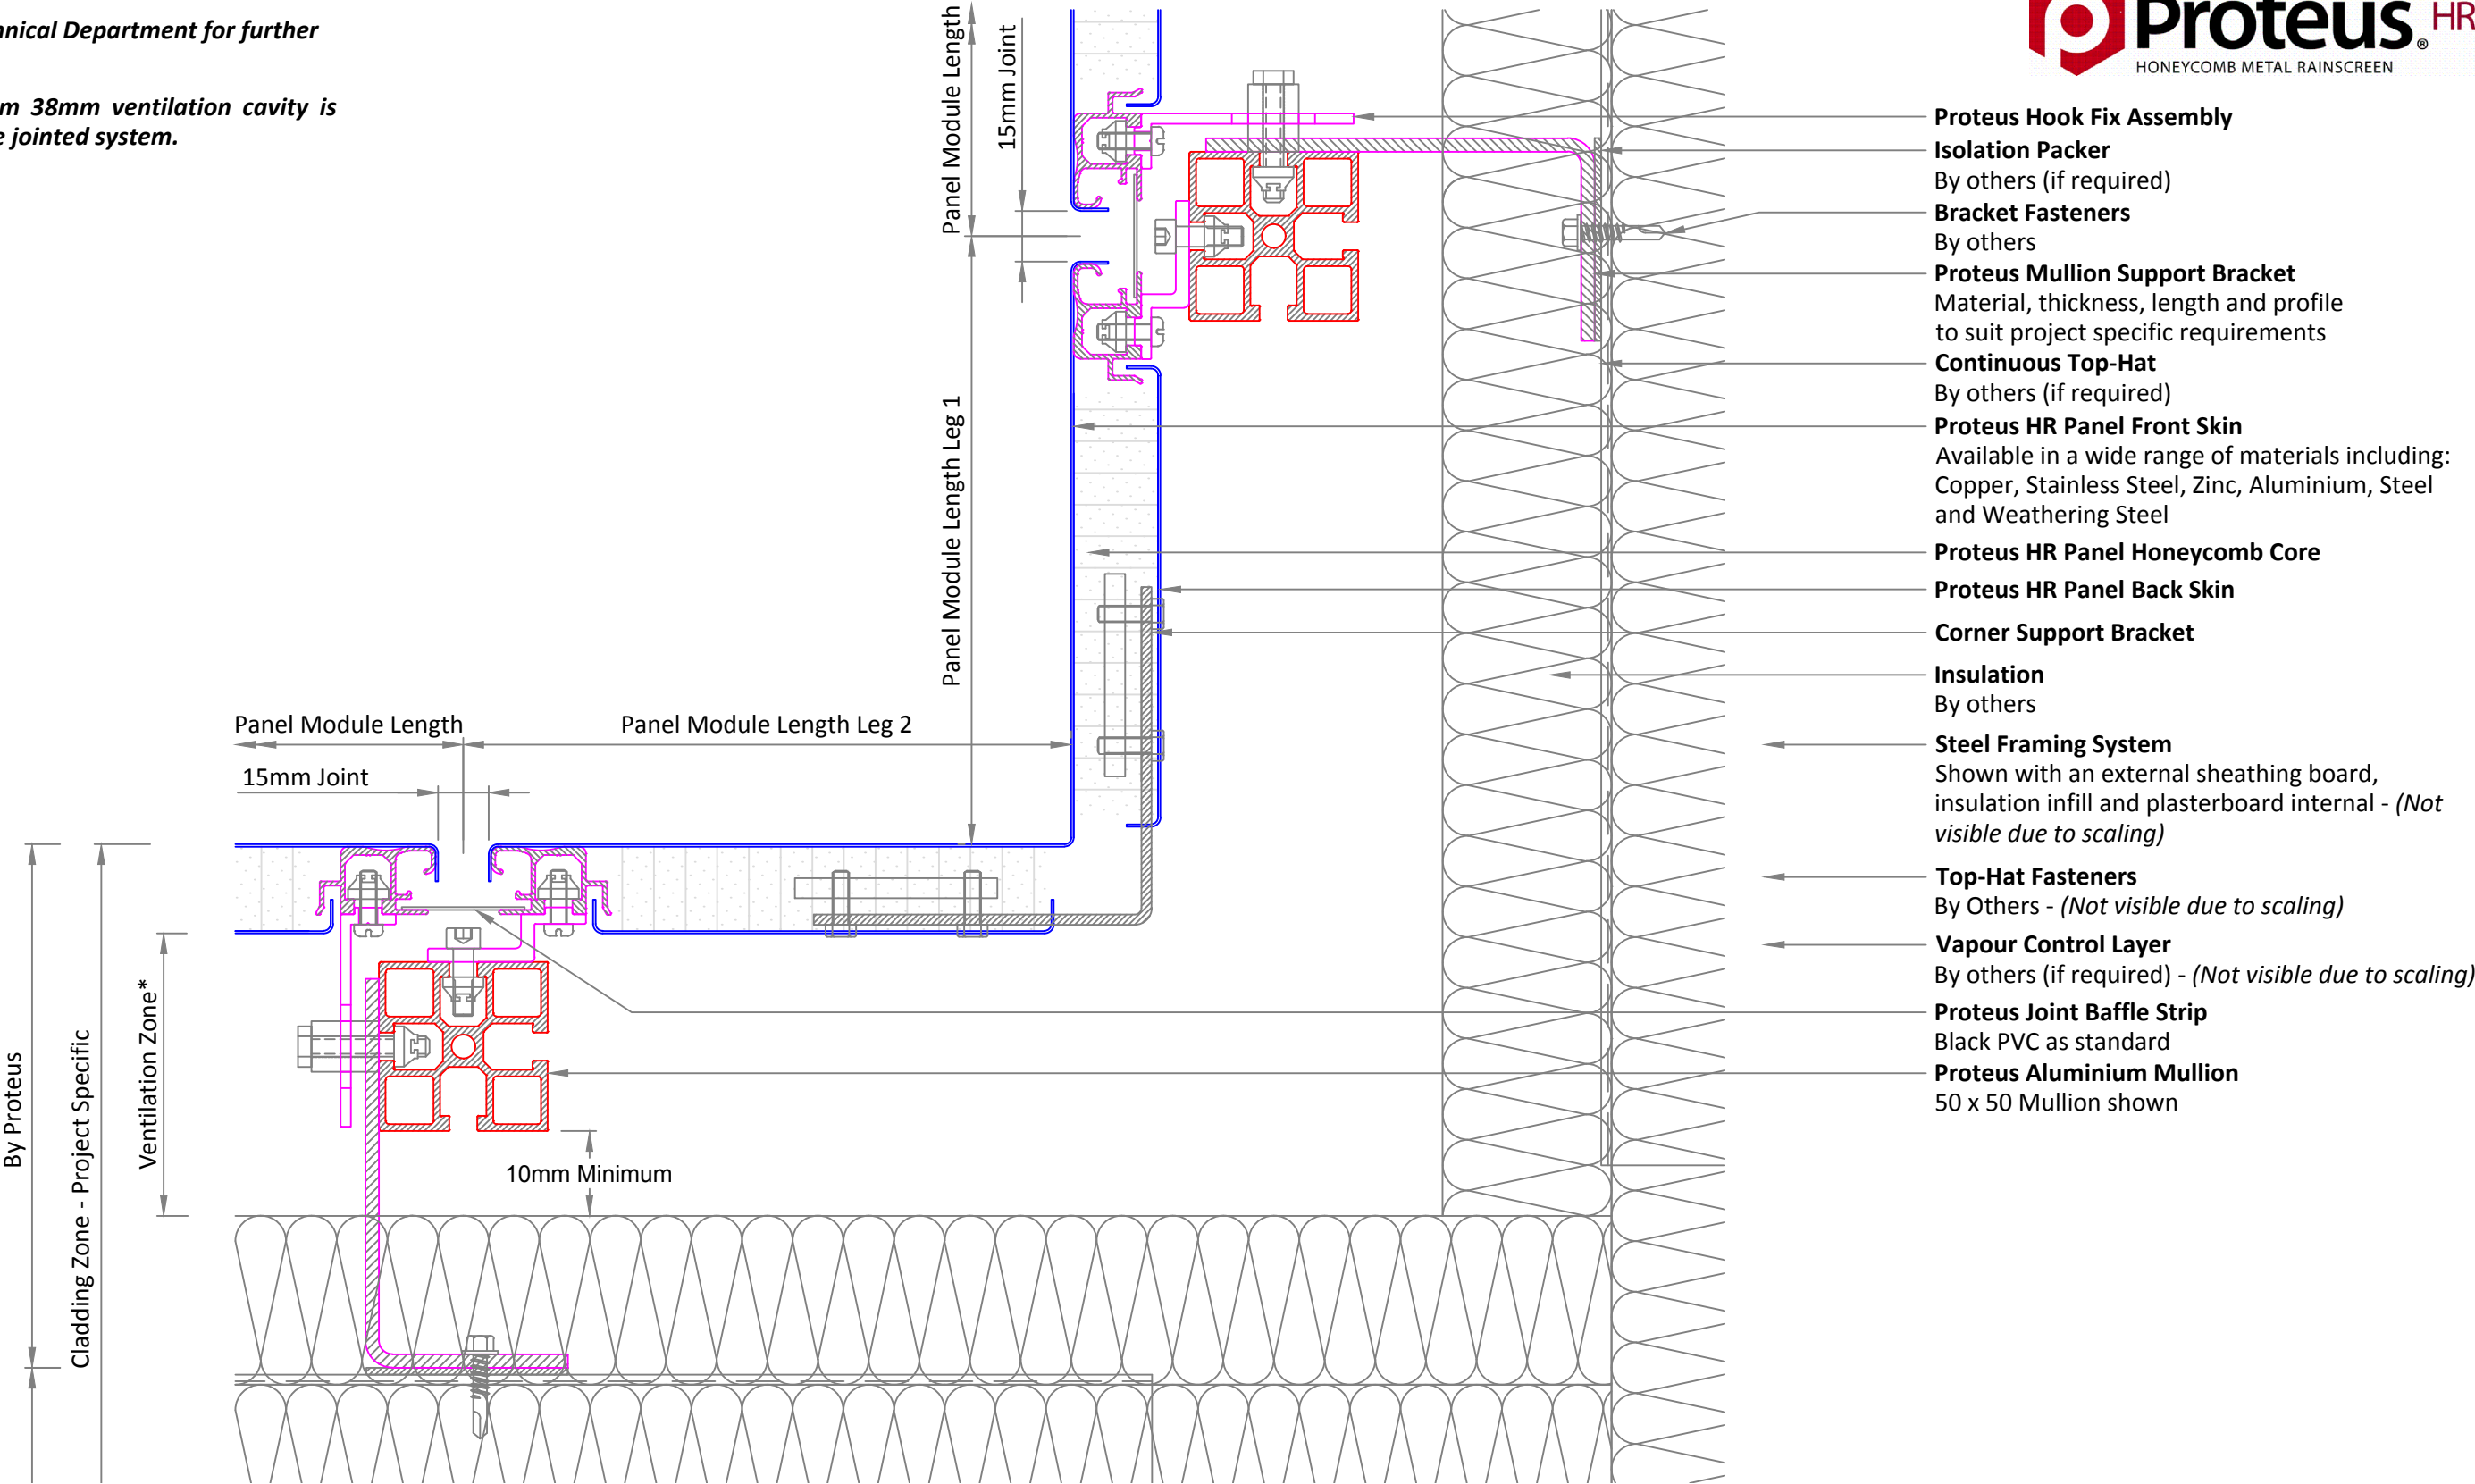 nnical Department for further
m 38mm ventilation cavity is
e jointed system.
Proteus® HR
HONEYCOMB METAL RAINSCREEN
Panel Module Length
15mm Joint
Panel Module Length Leg 1
Panel Module Length
Panel Module Length Leg 2
15mm Joint
By Proteus
Cladding Zone - Project Specific
Ventilation Zone*
10mm Minimum
Proteus Hook Fix Assembly
Isolation Packer
By others (if required)
Bracket Fasteners
By others
Proteus Mullion Support Bracket
Material, thickness, length and profile
to suit project specific requirements
Continuous Top-Hat
By others (if required)
Proteus HR Panel Front Skin
Available in a wide range of materials including:
Copper, Stainless Steel, Zinc, Aluminium, Steel
and Weathering Steel
Proteus HR Panel Honeycomb Core
Proteus HR Panel Back Skin
Corner Support Bracket
Insulation
By others
Steel Framing System
Shown with an external sheathing board,
insulation infill and plasterboard internal - (Not
visible due to scaling)
Top-Hat Fasteners
By Others - (Not visible due to scaling)
Vapour Control Layer
By others (if required) - (Not visible due to scaling)
Proteus Joint Baffle Strip
Black PVC as standard
Proteus Aluminium Mullion
50 x 50 Mullion shown